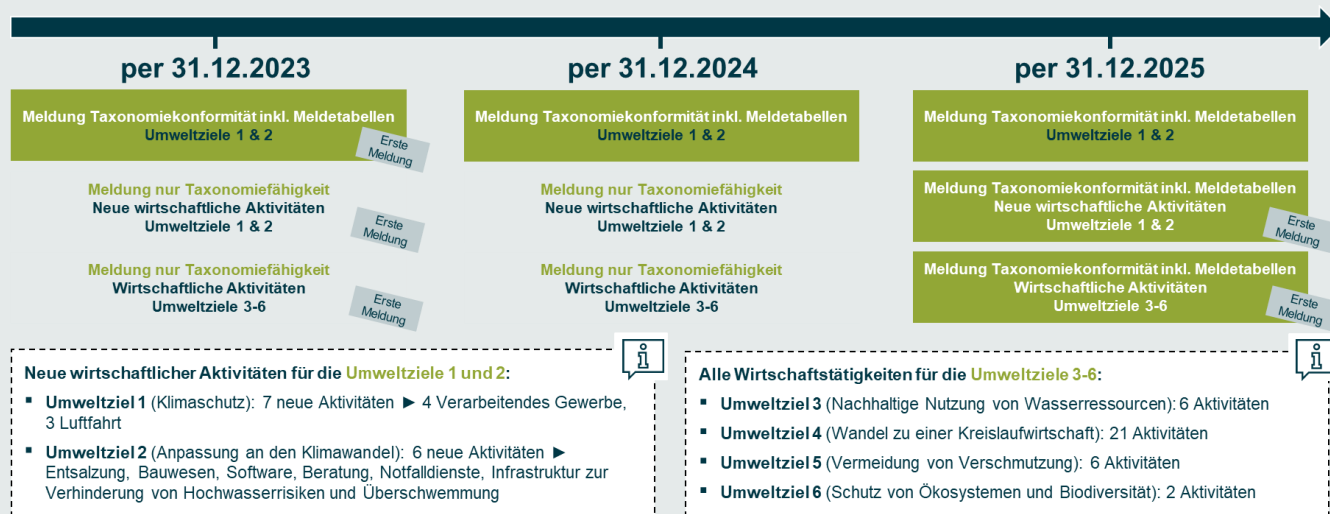 per 31.12.2023
per 31.12.2024
per 31.12.2025
Meldung Taxonomiekonformität inkl. Meldetabellen
Umweltziele 1 & 2
Erste
Meldung
Meldung Taxonomiekonformität inkl. Meldetabellen
Umweltziele 1 & 2
Meldung Taxonomiekonformität inkl. Meldetabellen
Umweltziele 1 & 2
Meldung nur Taxonomiefähigkeit
Neue wirtschaftliche Aktivitäten
Umweltziele 1 & 2
Erste
Meldung
Meldung nur Taxonomiefähigkeit
Neue wirtschaftliche Aktivitäten
Umweltziele 1 & 2
Meldung Taxonomiekonformität inkl. Meldetabellen
Neue wirtschaftliche Aktivitäten
Umweltziele 1 & 2
Erste
Meldung
Meldung nur Taxonomiefähigkeit
Wirtschaftliche Aktivitäten
Umweltziele 3-6
Erste
Meldung
Meldung nur Taxonomiefähigkeit
Wirtschaftliche Aktivitäten
Umweltziele 3-6
Meldung Taxonomiekonformität inkl. Meldetabellen
Wirtschaftliche Aktivitäten
Umweltziele 3-6
Erste
Meldung
Neue wirtschaftlicher Aktivitäten für die Umweltziele 1 und 2:
▪ Umweltziel 1 (Klimaschutz): 7 neue Aktivitäten ► 4 Verarbeitendes Gewerbe,
3 Luftfahrt
▪ Umweltziel 2 (Anpassung an den Klimawandel): 6 neue Aktivitäten ►
Entsalzung, Bauwesen, Software, Beratung, Notfalldienste, Infrastruktur zur
Verhinderung von Hochwasserrisiken und Überschwemmung
Alle Wirtschaftstätigkeiten für die Umweltziele 3-6:
▪ Umweltziel 3 (Nachhaltige Nutzung von Wasserressourcen): 6 Aktivitäten
▪ Umweltziel 4 (Wandel zu einer Kreislaufwirtschaft): 21 Aktivitäten
▪ Umweltziel 5 (Vermeidung von Verschmutzung): 6 Aktivitäten
▪ Umweltziel 6 (Schutz von Ökosystemen und Biodiversität): 2 Aktivitäten